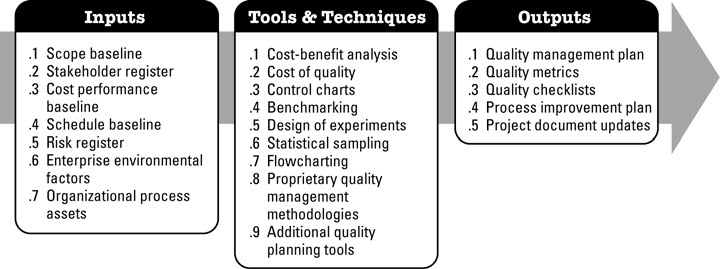 Inputs
.1 Scope baseline
.2 Stakeholder register
.3 Cost performance
baseline
.4 Schedule baseline
.5 Risk register
.6 Enterprise environmental
factors
.7 Organizational process
assets
Tools & Techniques
.1 Cost-benefit analysis
.2 Cost of quality
.3 Control charts
.4 Benchmarking
.5 Design of experiments
.6 Statistical sampling
.7 Flowcharting
.8 Proprietary quality
management
methodologies
.9 Additional quality
planning tools
Outputs
.1 Quality management plan
.2 Quality metrics
.3 Quality checklists
.4 Process improvement plan
.5 Project document updates